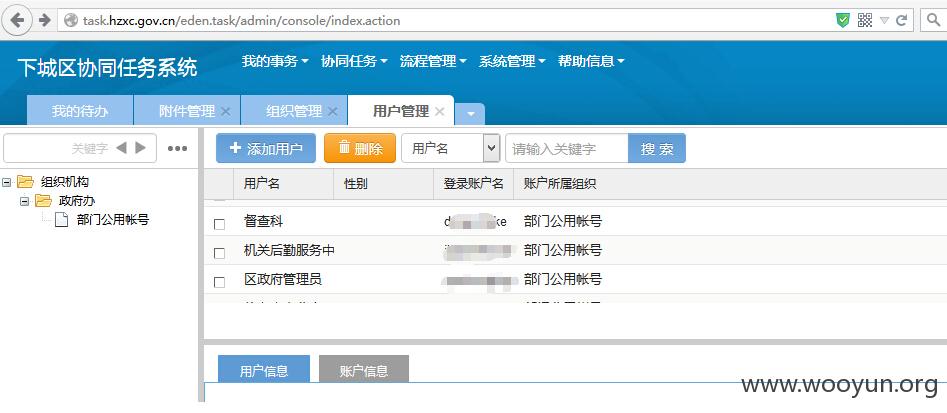 task.hzxc.gov.cn/eden.task/admin/console/index.action
下城区协同任务系统 我的事务 协同任务 流程管理 系统管理 帮助信息
我的待办 附件管理 组织管理 用户管理
关键字 添加用户 删除 用户名 请输入关键字 搜 索
组织机构
政府办
部门公用帐号
用户名 性别 登录账户名 账户所属组织
督查科 d ke 部门公用帐号
机关后勤服务中 部门公用帐号
区政府管理员 部门公用帐号
用户信息 账户信息
www.wooyun.org